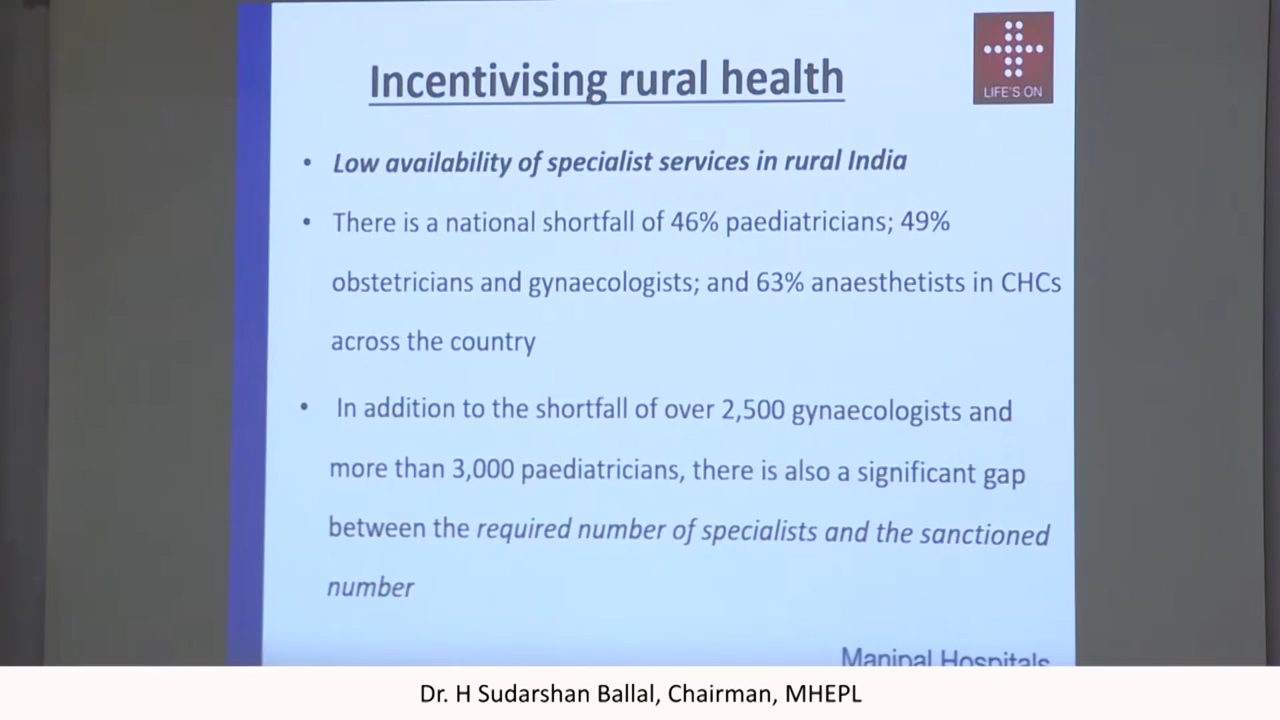 Incentivising rural health
LIFE'S ON
• Low availability of specialist services in rural India
• There is a national shortfall of 46% paediatricians; 49%
obstetricians and gynaecologists; and 63% anaesthetists in CHCs
across the country
• In addition to the shortfall of over 2,500 gynaecologists and
more than 3,000 paediatricians, there is also a significant gap
between the required number of specialists and the sanctioned
number
Manipal Hospitals
Dr. H Sudarshan Ballal, Chairman, MHEPL